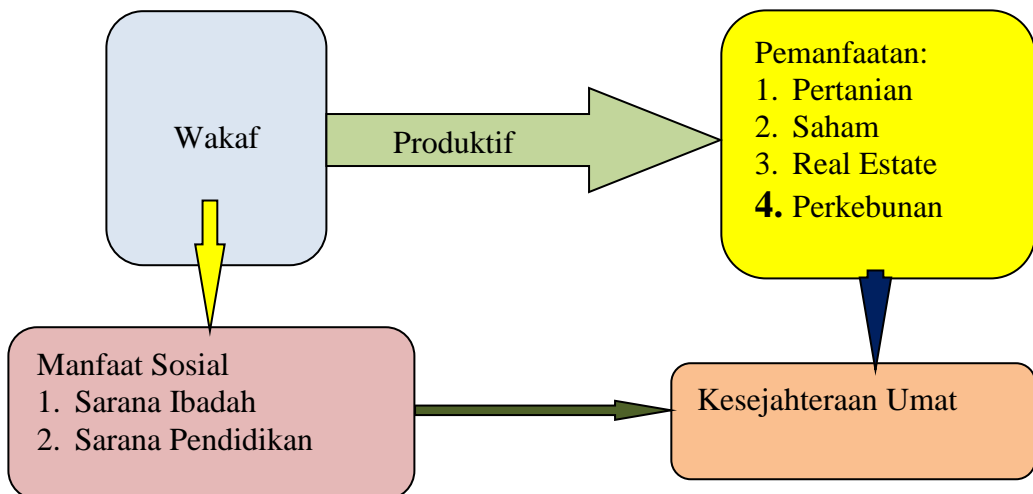 Wakaf
Produktif
Pemanfaatan:
1. Pertanian
2. Saham
3. Real Estate
4. Perkebunan
Manfaat Sosial
1. Sarana Ibadah
2. Sarana Pendidikan
Kesejahteraan Umat